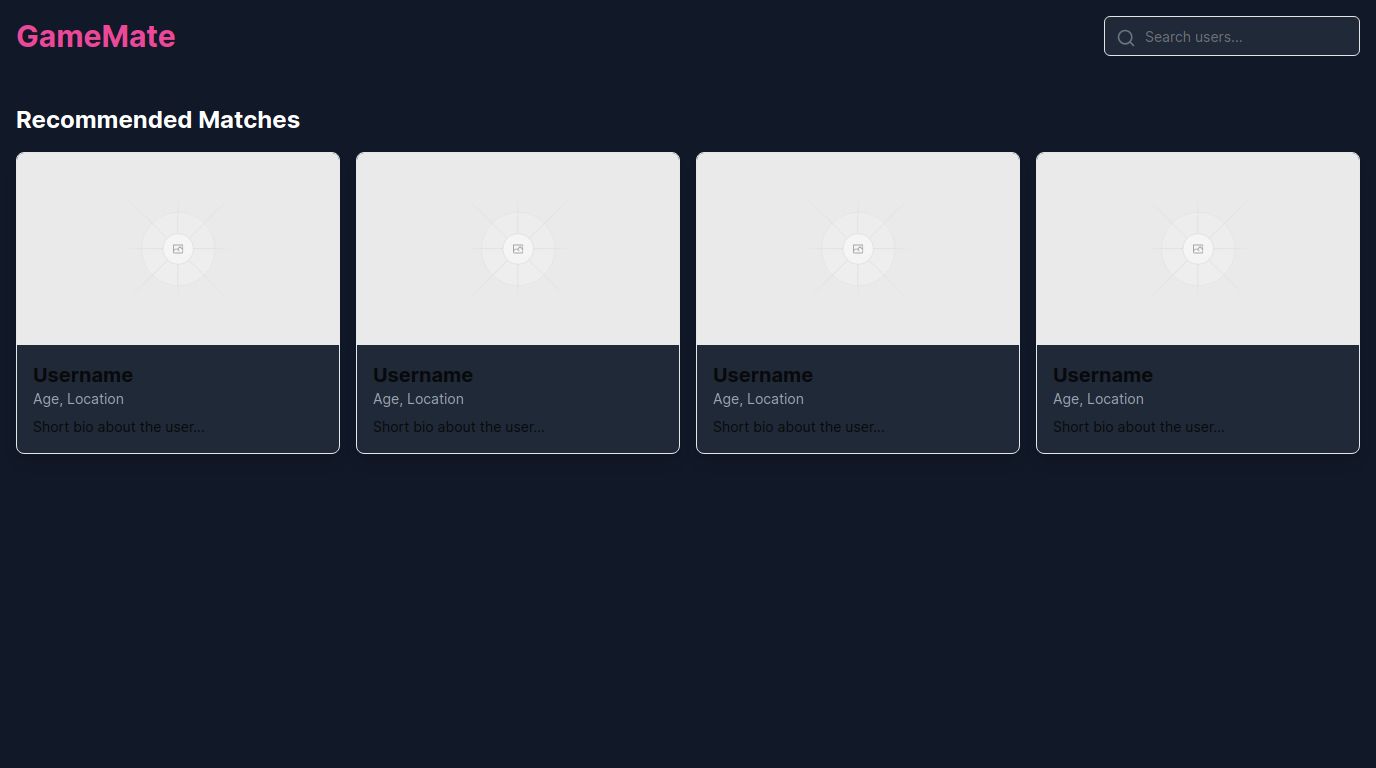 GameMate
Search users...
Recommended Matches
Username
Age, Location
Short bio about the user...
Username
Age, Location
Short bio about the user...
Username
Age, Location
Short bio about the user...
Username
Age, Location
Short bio about the user...